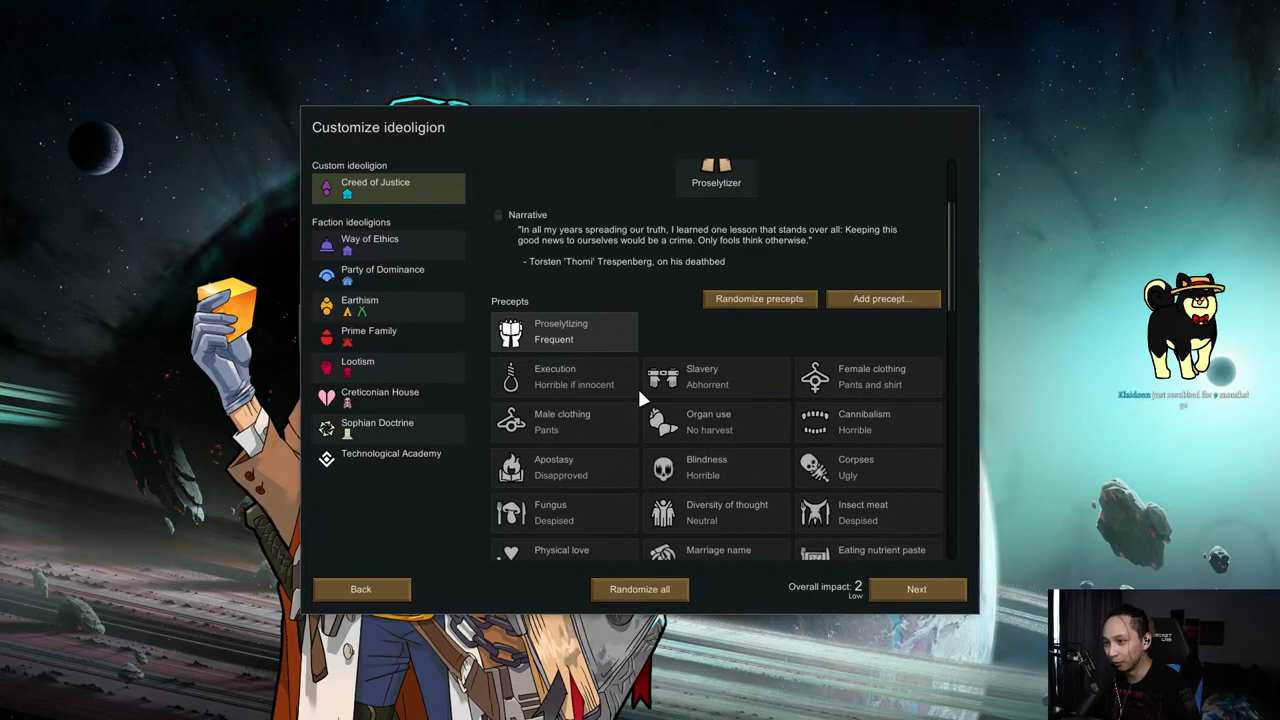 Customize ideoligion
Custom ideoligion
Creed of Justice
Faction ideoligions
Way of Ethics
Party of Dominance
Earthism
Prime Family
Lootism
Creticonian House
Sophian Doctrine
Technological Academy
Proselytizer
Narrative
"In all my years spreading our truth, I learned one lesson that stands over all: Keeping this
good news to ourselves would be a crime. Only fools think otherwise."
- Torsten 'Thomi' Trespenberg, on his deathbed
Precepts
Randomize precepts
Add precept...
Proselytizing
Frequent
Execution
Horrible if innocent
Slavery
Abhorrent
Female clothing
Pants and shirt
Male clothing
Pants
Organ use
No harvest
Cannibalism
Horrible
Apostasy
Disapproved
Blindness
Horrible
Corpses
Ugly
Fungus
Despised
Diversity of thought
Neutral
Insect meat
Despised
Physical love
Marriage name
Eating nutrient paste
Back
Randomize all
Overall impact: 2
Low
Next
Klaidonn just resubbed for 9 months!